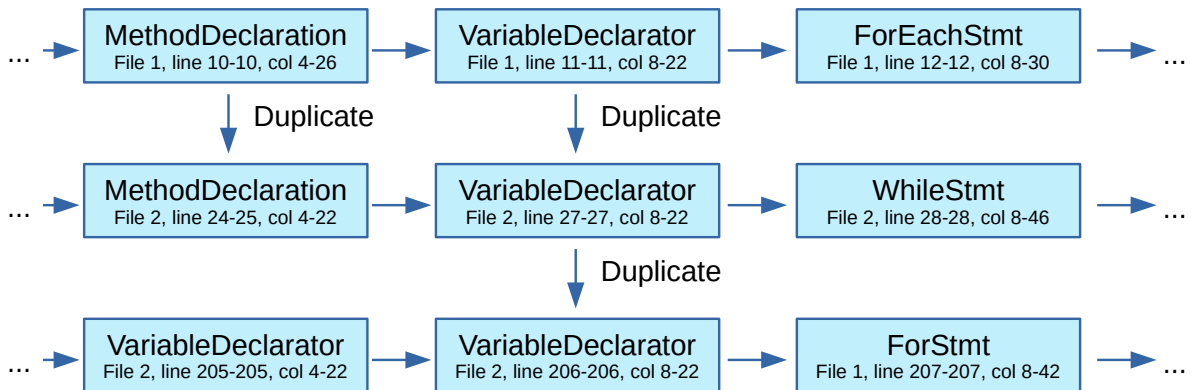 ... MethodDeclaration VariableDeclarator ForEachStmt ...
File 1, line 10-10, col 4-26 File 1, line 11-11, col 8-22 File 1, line 12-12, col 8-30
Duplicate Duplicate
... MethodDeclaration VariableDeclarator WhileStmt ...
File 2, line 24-25, col 4-22 File 2, line 27-27, col 8-22 File 2, line 28-28, col 8-46
Duplicate
... VariableDeclarator VariableDeclarator ForStmt ...
File 2, line 205-205, col 4-22 File 2, line 206-206, col 8-22 File 1, line 207-207, col 8-42